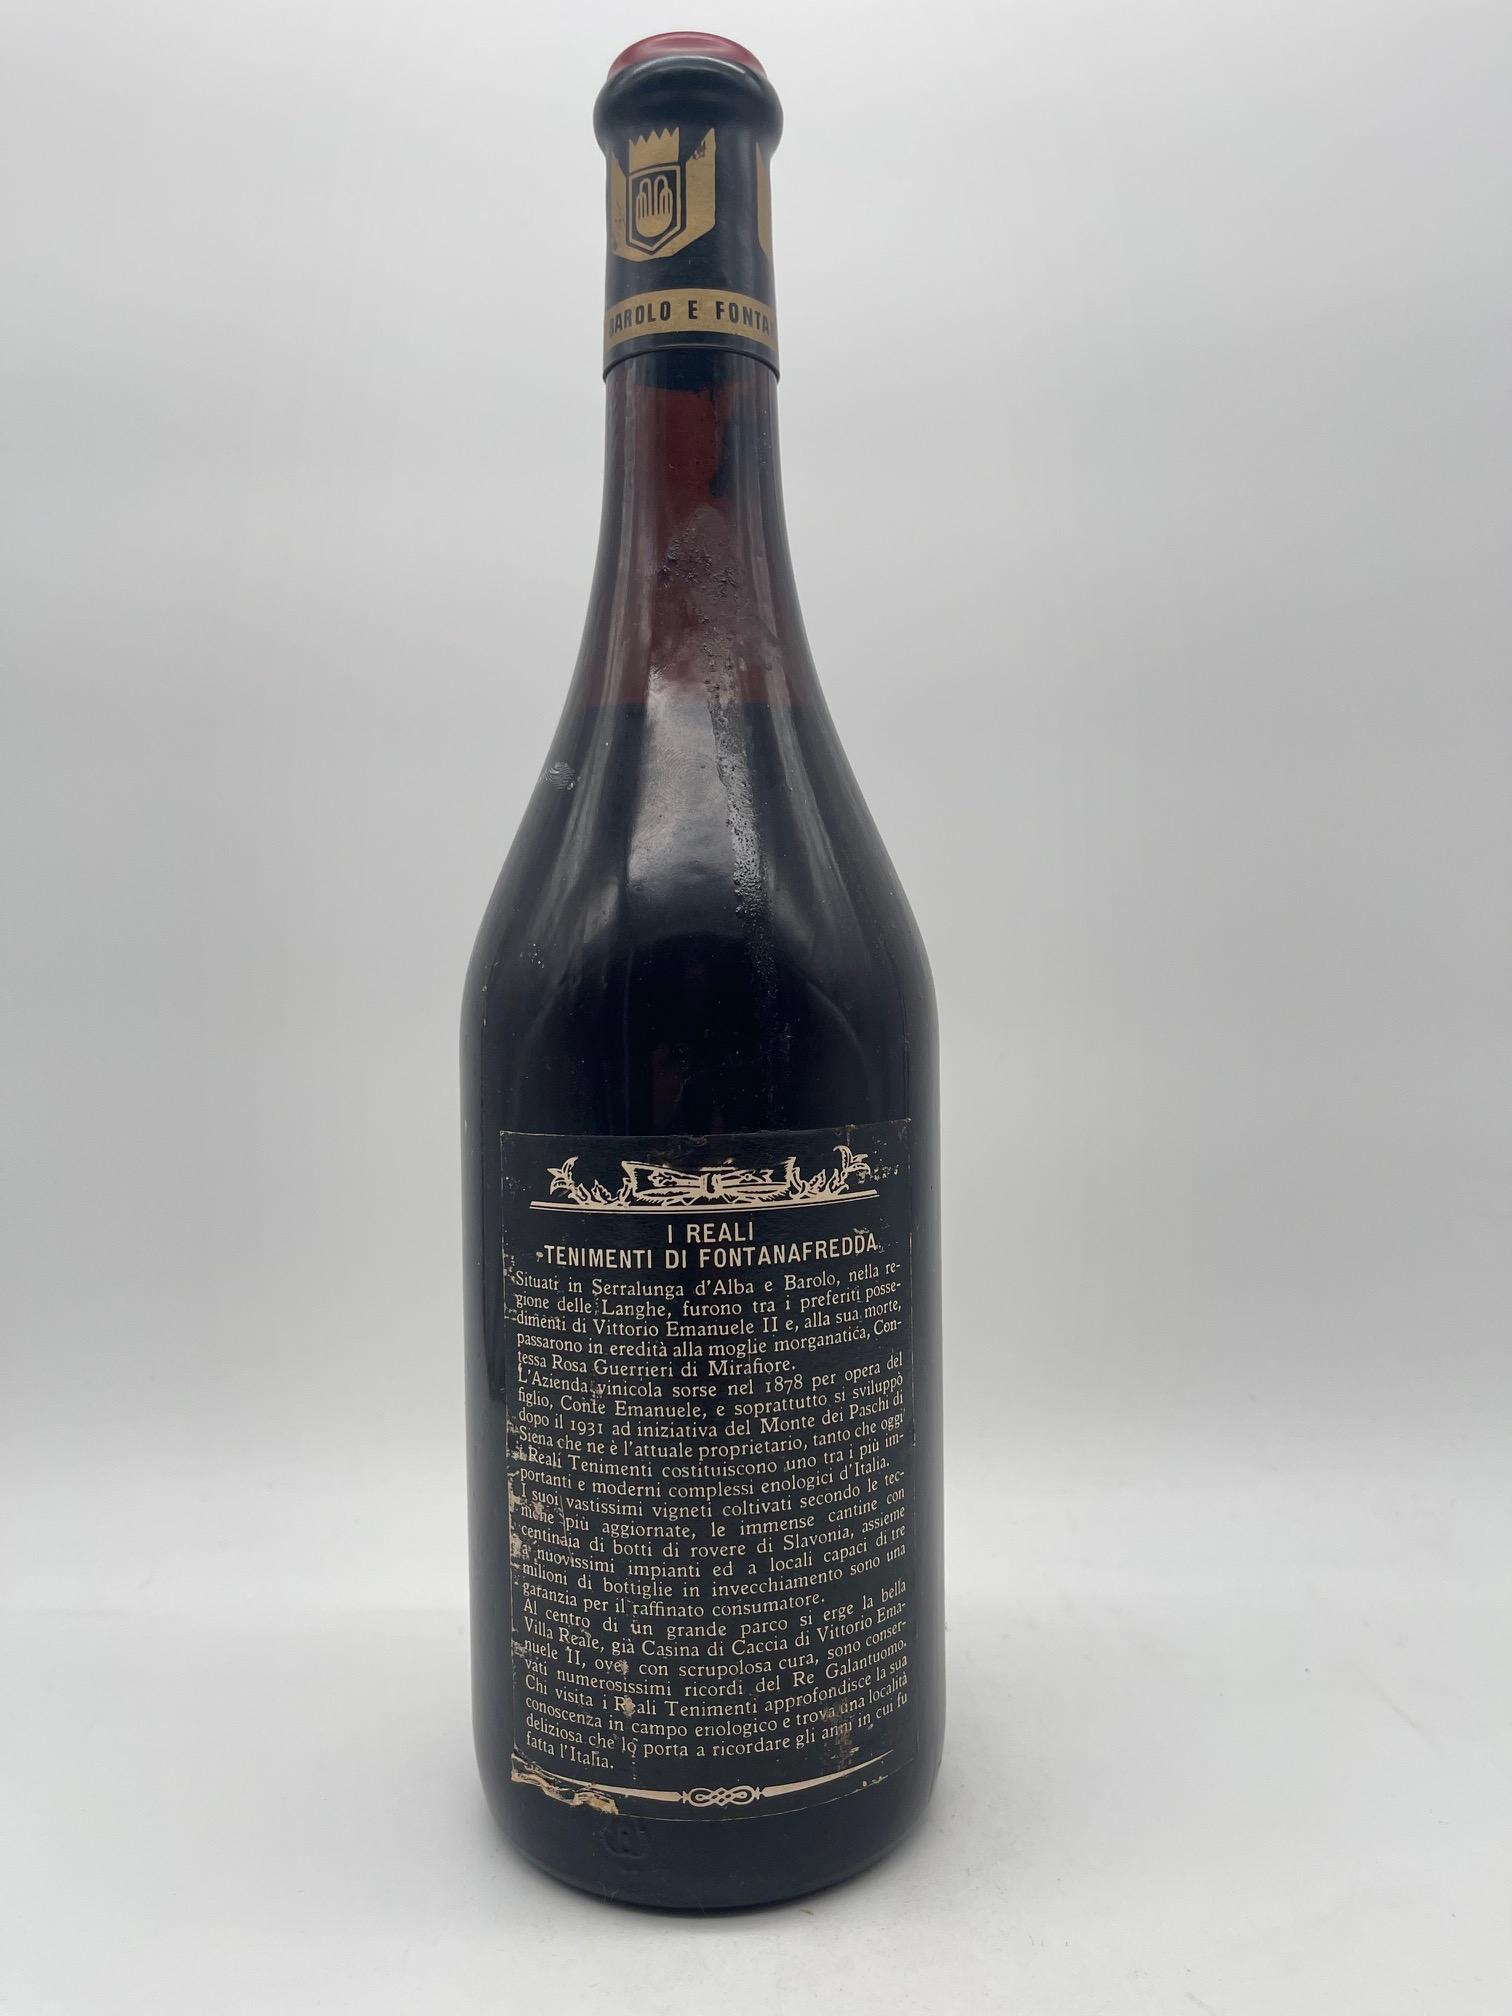 BAROLO E FONTA
I REALI
TENIMENTI DI FONTANAFREDDA
Situati in Serralunga d'Alba e Barolo, nella re-
gione delle Langhe, furono tra i preferiti posse-
dimenti di Vittorio Emanuele II e, alla sua morte,
passarono in eredità alla moglie morganatica, Con-
tessa Rosa Guerrieri di Mirafiore.
L'Azienda vinicola sorse nel 1878 per opera del
figlio, Conte Emanuele, e soprattutto si sviluppò
dopo il 1931 ad iniziativa del Monte dei Paschi di
Siena che ne è l'attuale proprietario, tanto che oggi
i Reali Tenimenti costituiscono uno tra i più im-
portanti e moderni complessi enologici d'Italia.
I suoi vastissimi vigneti coltivati secondo le tec-
niche più aggiornate, le immense cantine con
centinaia di botti di rovere di Slavonia, assieme
a nuovissimi impianti ed a locali capaci di tre
milioni di bottiglie in invecchiamento sono una
garanzia per il raffinato consumatore.
Al centro di un grande parco si erge la bella
Villa Reale, già Casina di Caccia di Vittorio Ema-
nuele II, ove, con scrupolosa cura, sono conser-
vati numerosissimi ricordi del Re Galantuomo.
Chi visita i Reali Tenimenti approfondisce la sua
conoscenza in campo enologico e trova una località
deliziosa che lo porta a ricordare gli anni in cui fu
fatta l'Italia.